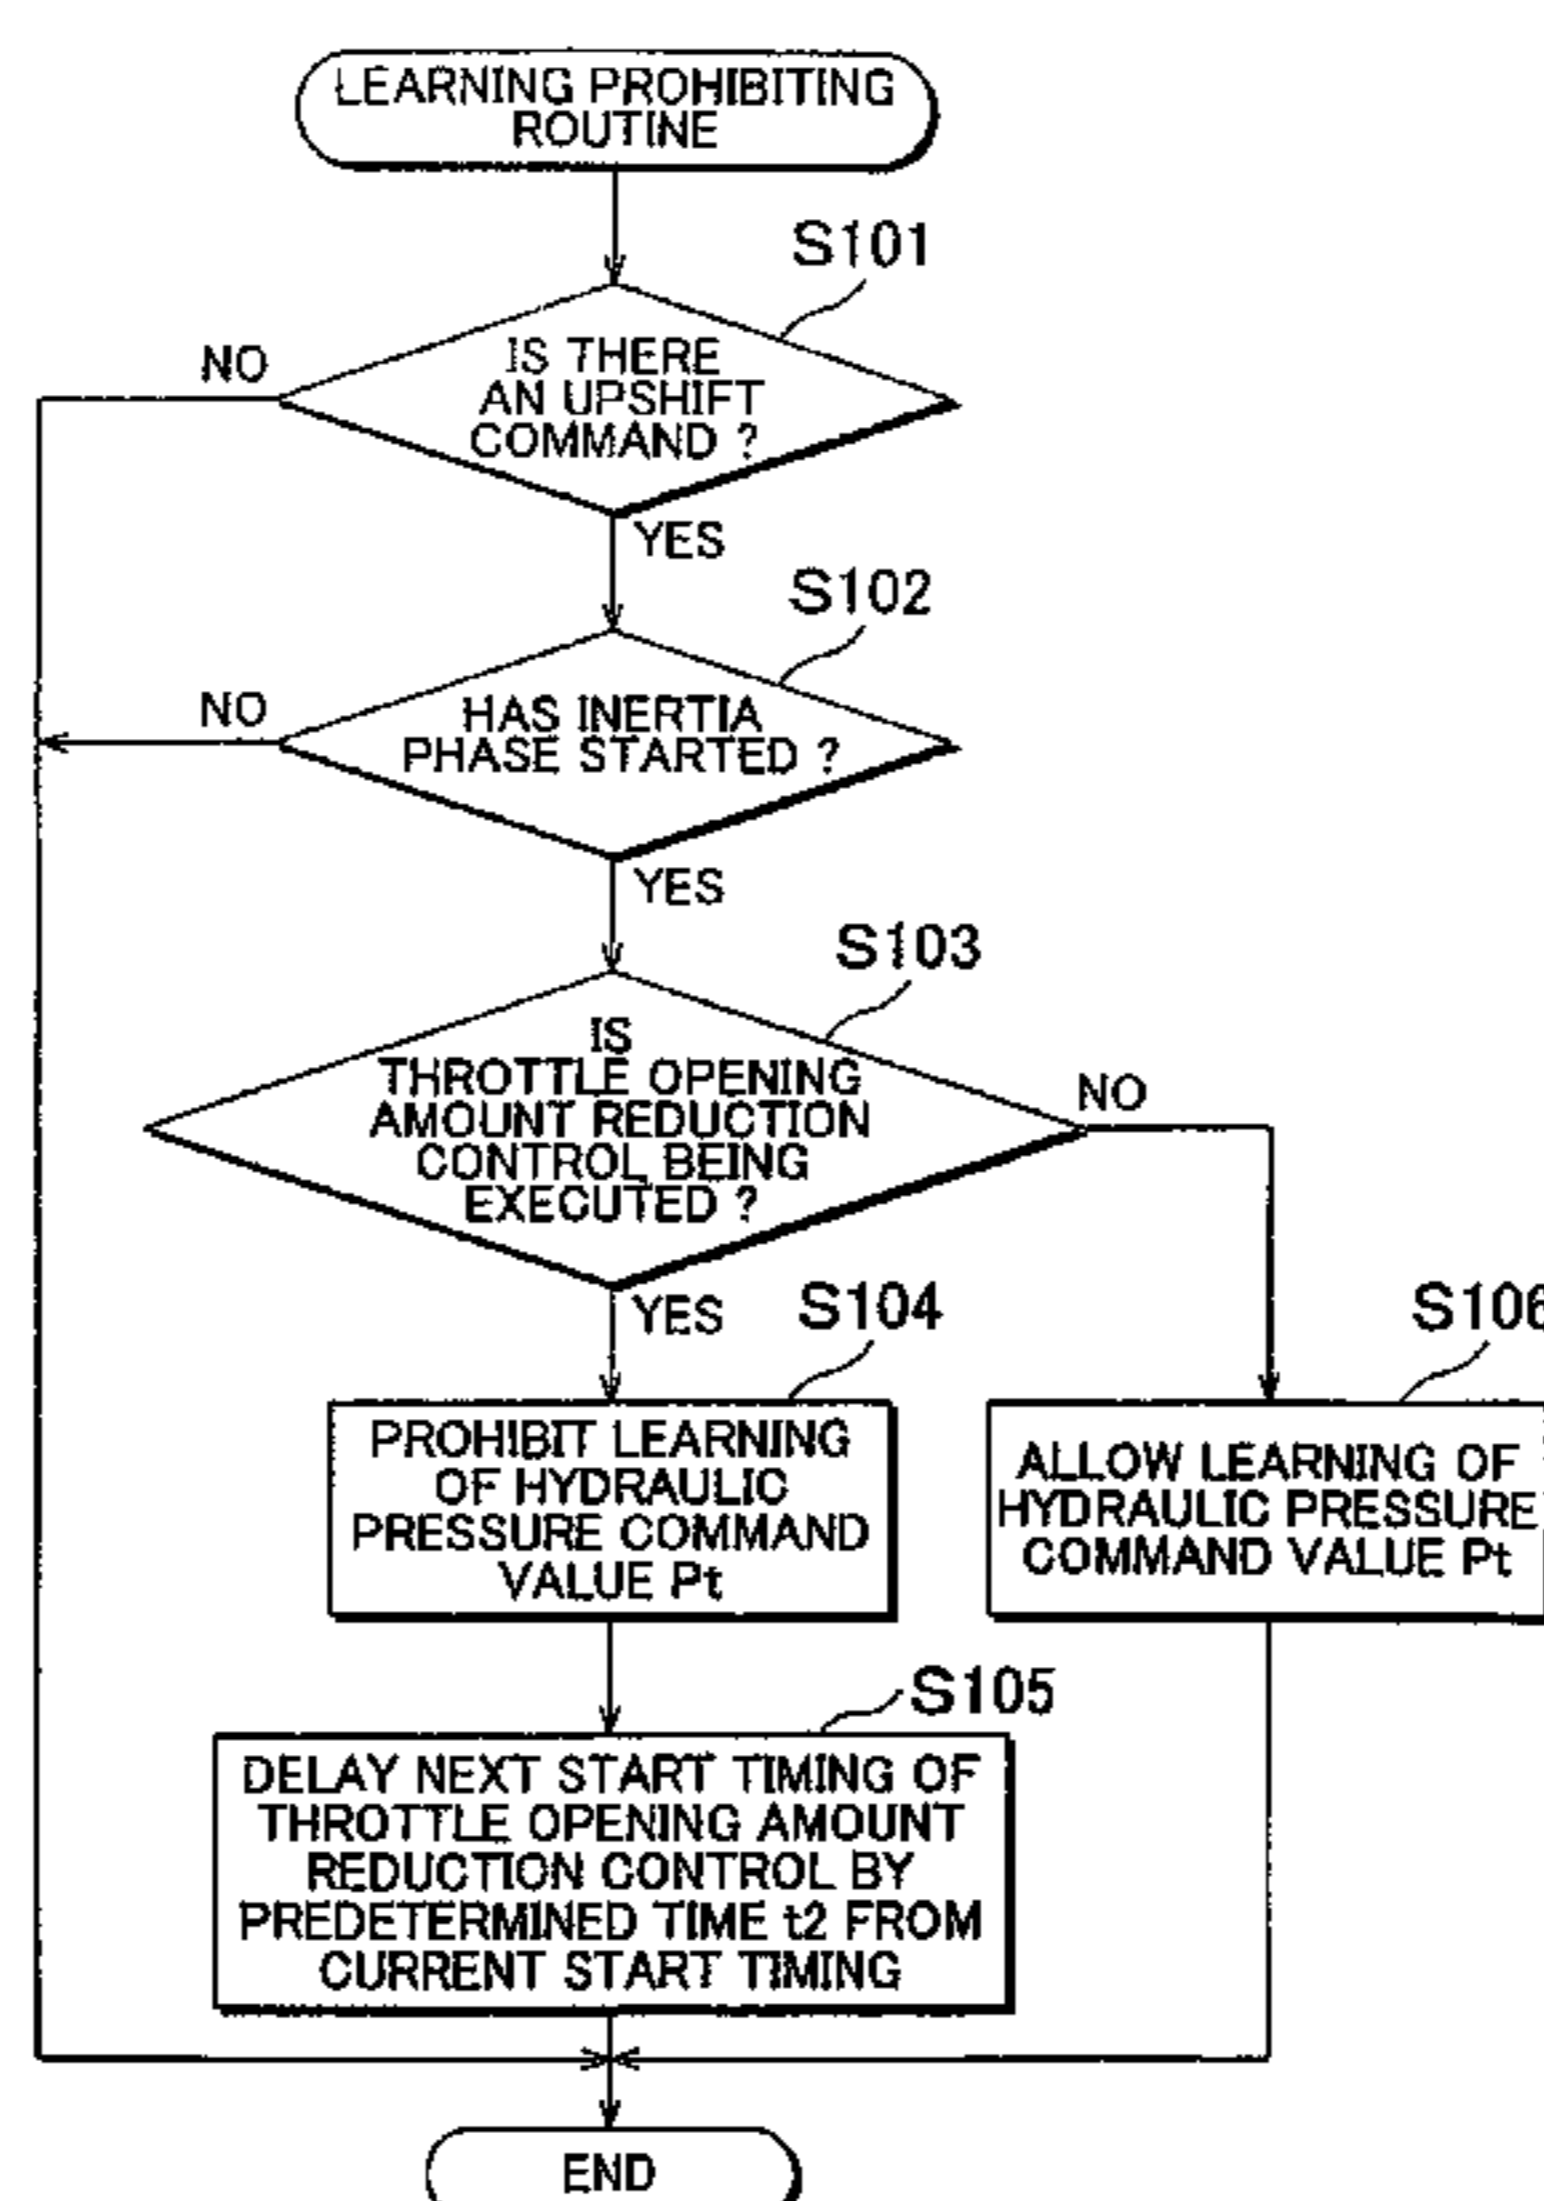 LEARNING PROHIBITING
ROUTINE
S101
NO
IS THERE
AN UPSHIFT
COMMAND ?
YES
S102
NO
HAS INERTIA
PHASE STARTED ?
YES
S103
IS
THROTTLE OPENING
AMOUNT REDUCTION
CONTROL BEING
EXECUTED ?
NO
YES
S104
S106
PROHIBIT LEARNING
OF HYDRAULIC
PRESSURE COMMAND
VALUE Pt
ALLOW LEARNING OF
HYDRAULIC PRESSURE
COMMAND VALUE Pt
S105
DELAY NEXT START TIMING OF
THROTTLE OPENING AMOUNT
REDUCTION CONTROL BY
PREDETERMINED TIME t2 FROM
CURRENT START TIMING
END